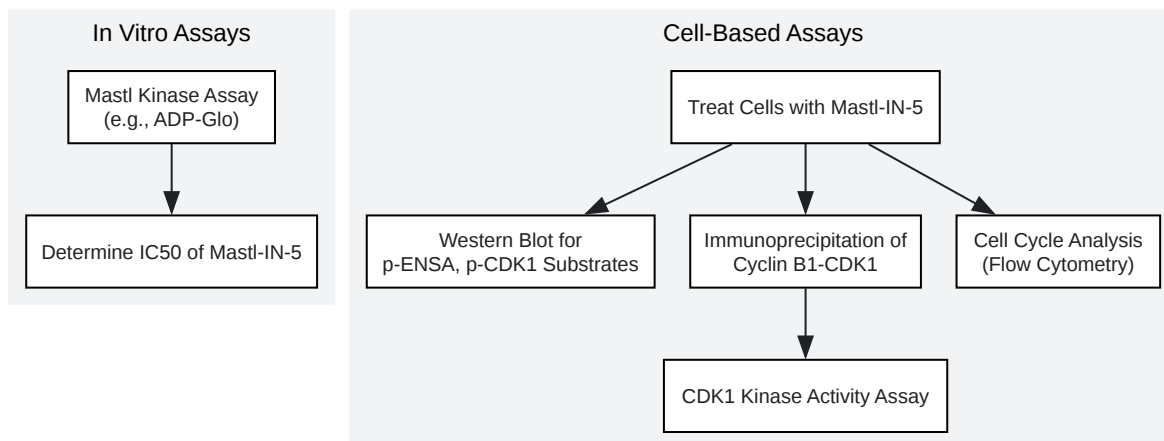 In Vitro Assays
Mastl Kinase Assay
(e.g., ADP-Glo)
Determine IC50 of Mastl-IN-5
Cell-Based Assays
Treat Cells with Mastl-IN-5
Western Blot for
p-ENSA, p-CDK1 Substrates
Immunoprecipitation of
Cyclin B1-CDK1
Cell Cycle Analysis
(Flow Cytometry)
CDK1 Kinase Activity Assay